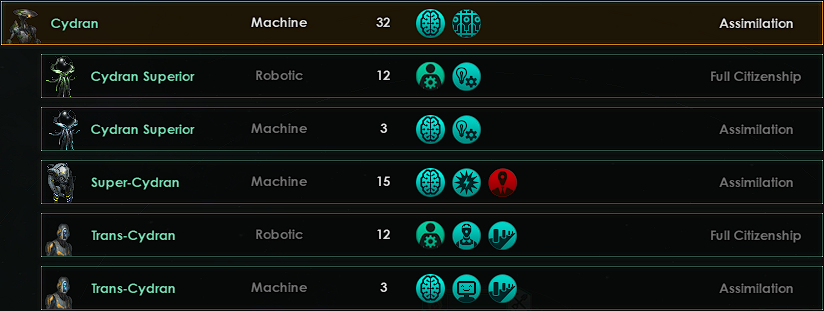 Cydran Machine 32 Assimilation
Cydran Superior Robotic 12 Full Citizenship
Cydran Superior Machine 3 Assimilation
Super-Cydran Machine 15 Assimilation
Trans-Cydran Robotic 12 Full Citizenship
Trans-Cydran Machine 3 Assimilation